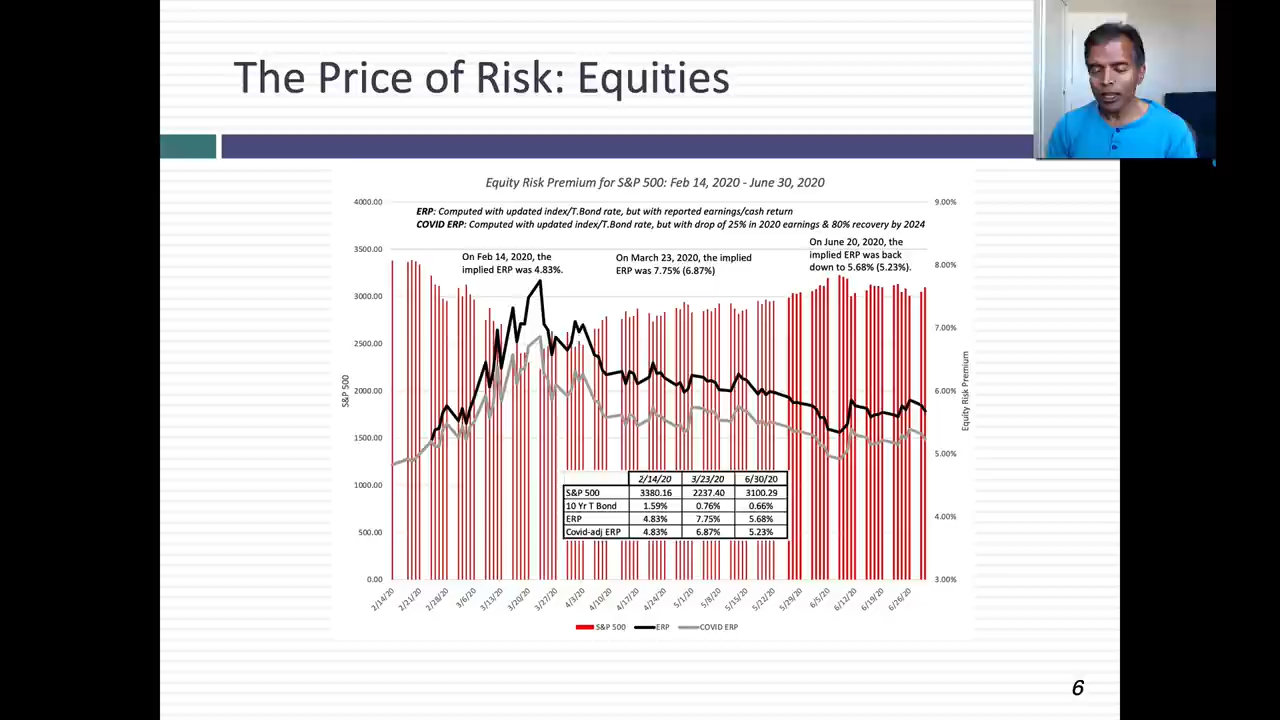 The Price of Risk: Equities
Equity Risk Premium for S&P 500: Feb 14, 2020 - June 30, 2020
ERP: Computed with updated index/T.Bond rate, but with reported earnings/cash return
COVID ERP: Computed with updated index/T.Bond rate, but with drop of 25% in 2020 earnings & 80% recovery by 2024
On Feb 14, 2020, the
implied ERP was 4.83%.
On March 23, 2020, the implied
ERP was 7.75% (6.87%)
On June 20, 2020, the
implied ERP was back
down to 5.68% (5.23%).
4000.00
3500.00
3000.00
2500.00
2000.00
1500.00
1000.00
500.00
0.00
S&P 500
9.00%
8.00%
7.00%
6.00%
5.00%
4.00%
3.00%
Equity Risk Premium
2/14/20 3/23/20 6/30/20
S&P 500 3380.16 2237.40 3100.29
10 Yr T Bond 1.59% 0.76% 0.66%
ERP 4.83% 7.75% 5.68%
Covid-adj ERP 4.83% 6.87% 5.23%
2/14/20 2/21/20 2/28/20 3/6/20 3/13/20 3/20/20 3/27/20 4/3/20 4/10/20 4/17/20 4/24/20 5/1/20 5/8/20 5/15/20 5/22/20 5/29/20 6/5/20 6/12/20 6/19/20 6/26/20
S&P 500 ERP COVID ERP
6